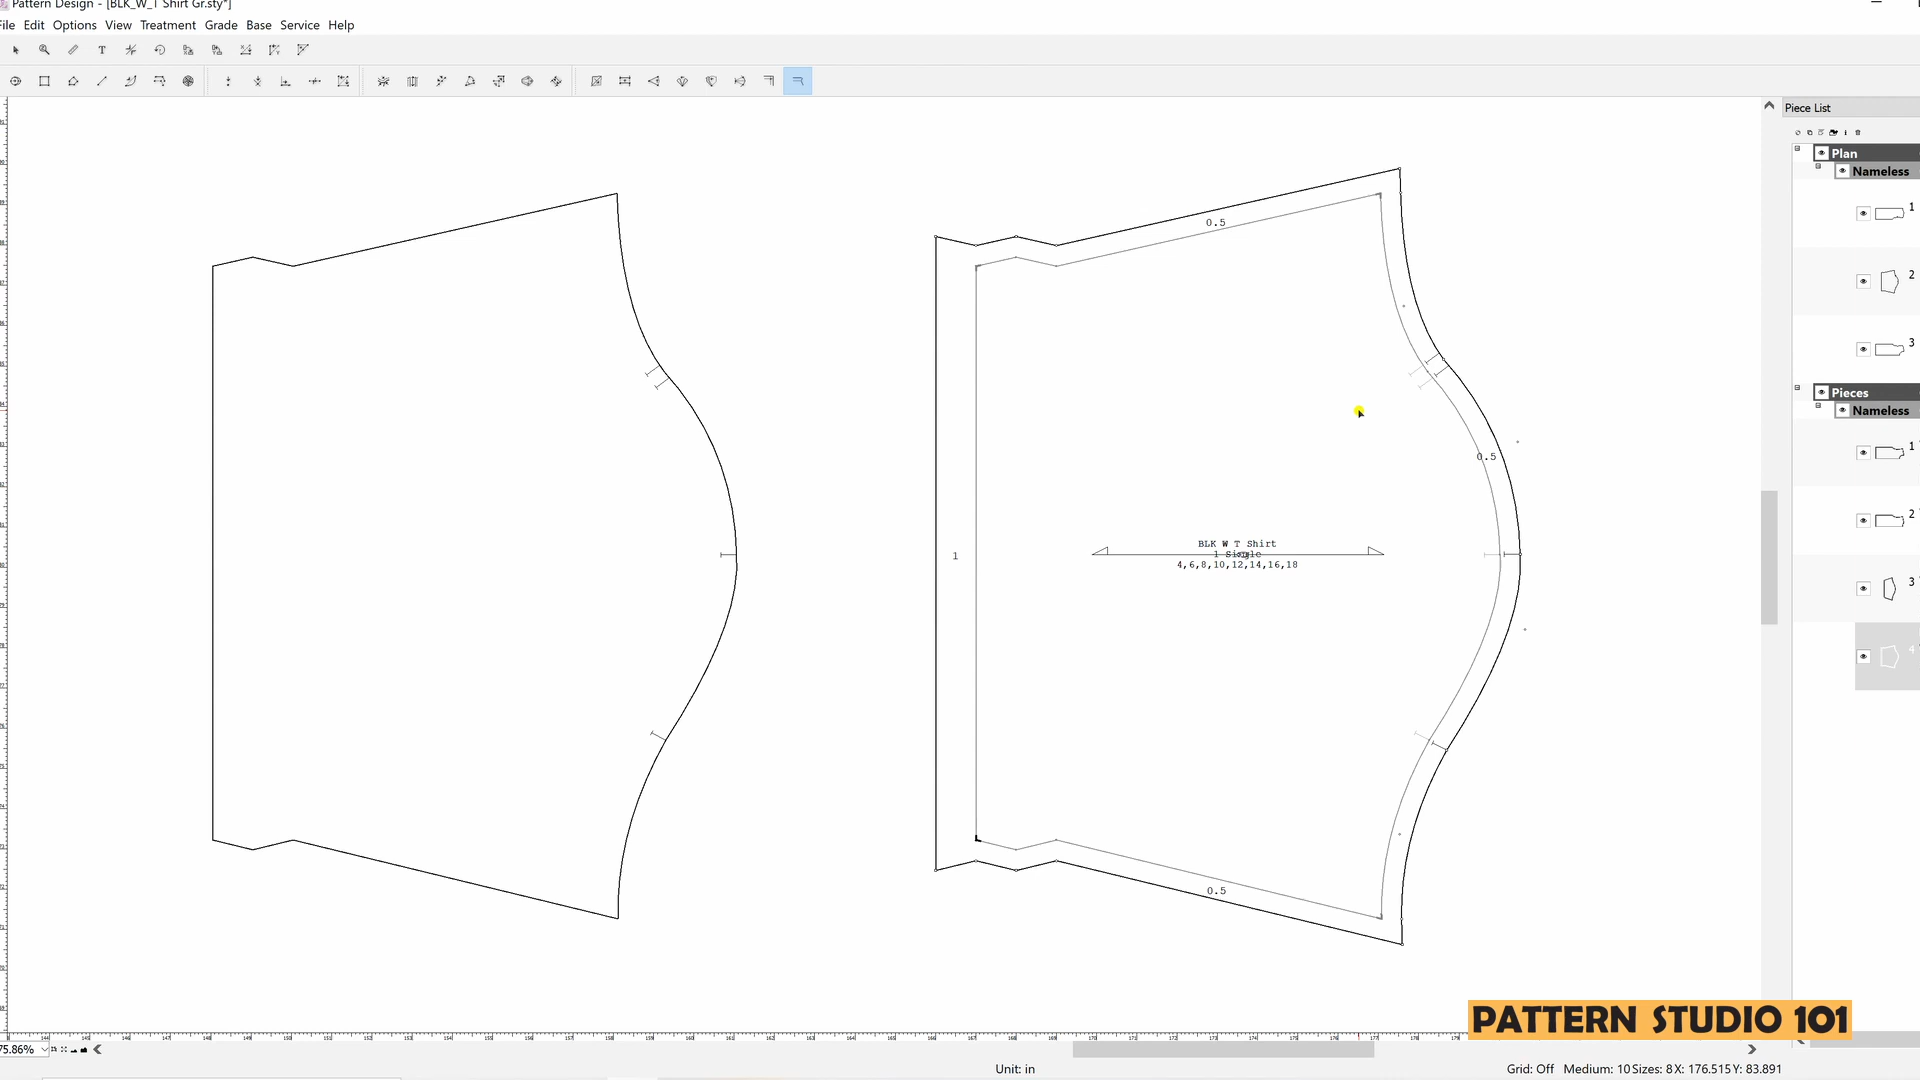 Pattern Design - [BLK_W_T Shirt Gr.sty*]
File Edit Options View Treatment Grade Base Service Help
Piece List
Plan
Nameless
1
2
3
Pieces
Nameless
1
2
3
4
0.5
0.5
1
BLK W T Shirt
1 Single
4,6,8,10,12,14,16,18
0.5
PATTERN STUDIO 101
75.86%
Unit: in
Grid: Off Medium: 10 Sizes: 8 X: 176.515 Y: 83.891